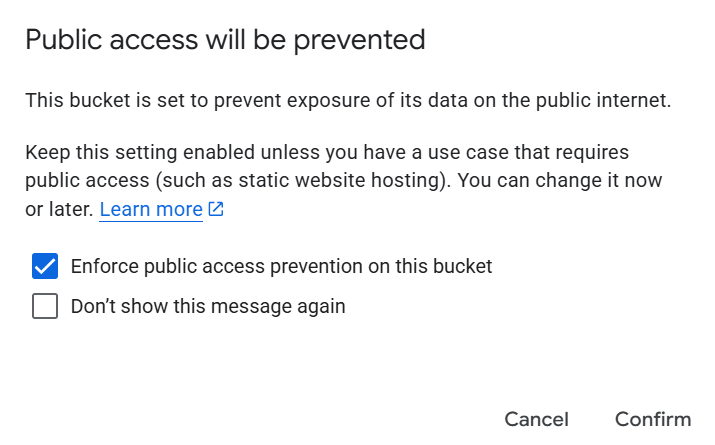 Public access will be prevented
This bucket is set to prevent exposure of its data on the public internet.
Keep this setting enabled unless you have a use case that requires
public access (such as static website hosting). You can change it now
or later. Learn more
Enforce public access prevention on this bucket
Don’t show this message again
Cancel Confirm